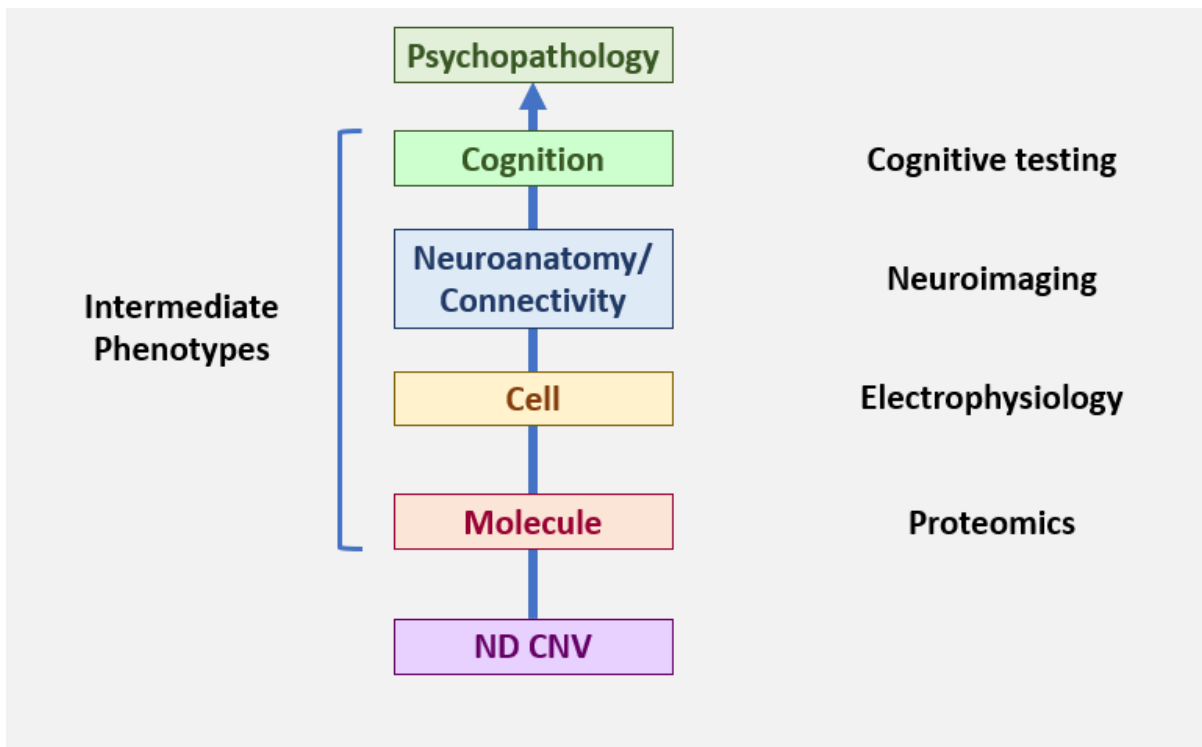 Psychopathology
Cognition
Cognitive testing
Neuroanatomy/
Connectivity
Neuroimaging
Intermediate
Phenotypes
Cell
Electrophysiology
Molecule
Proteomics
ND CNV